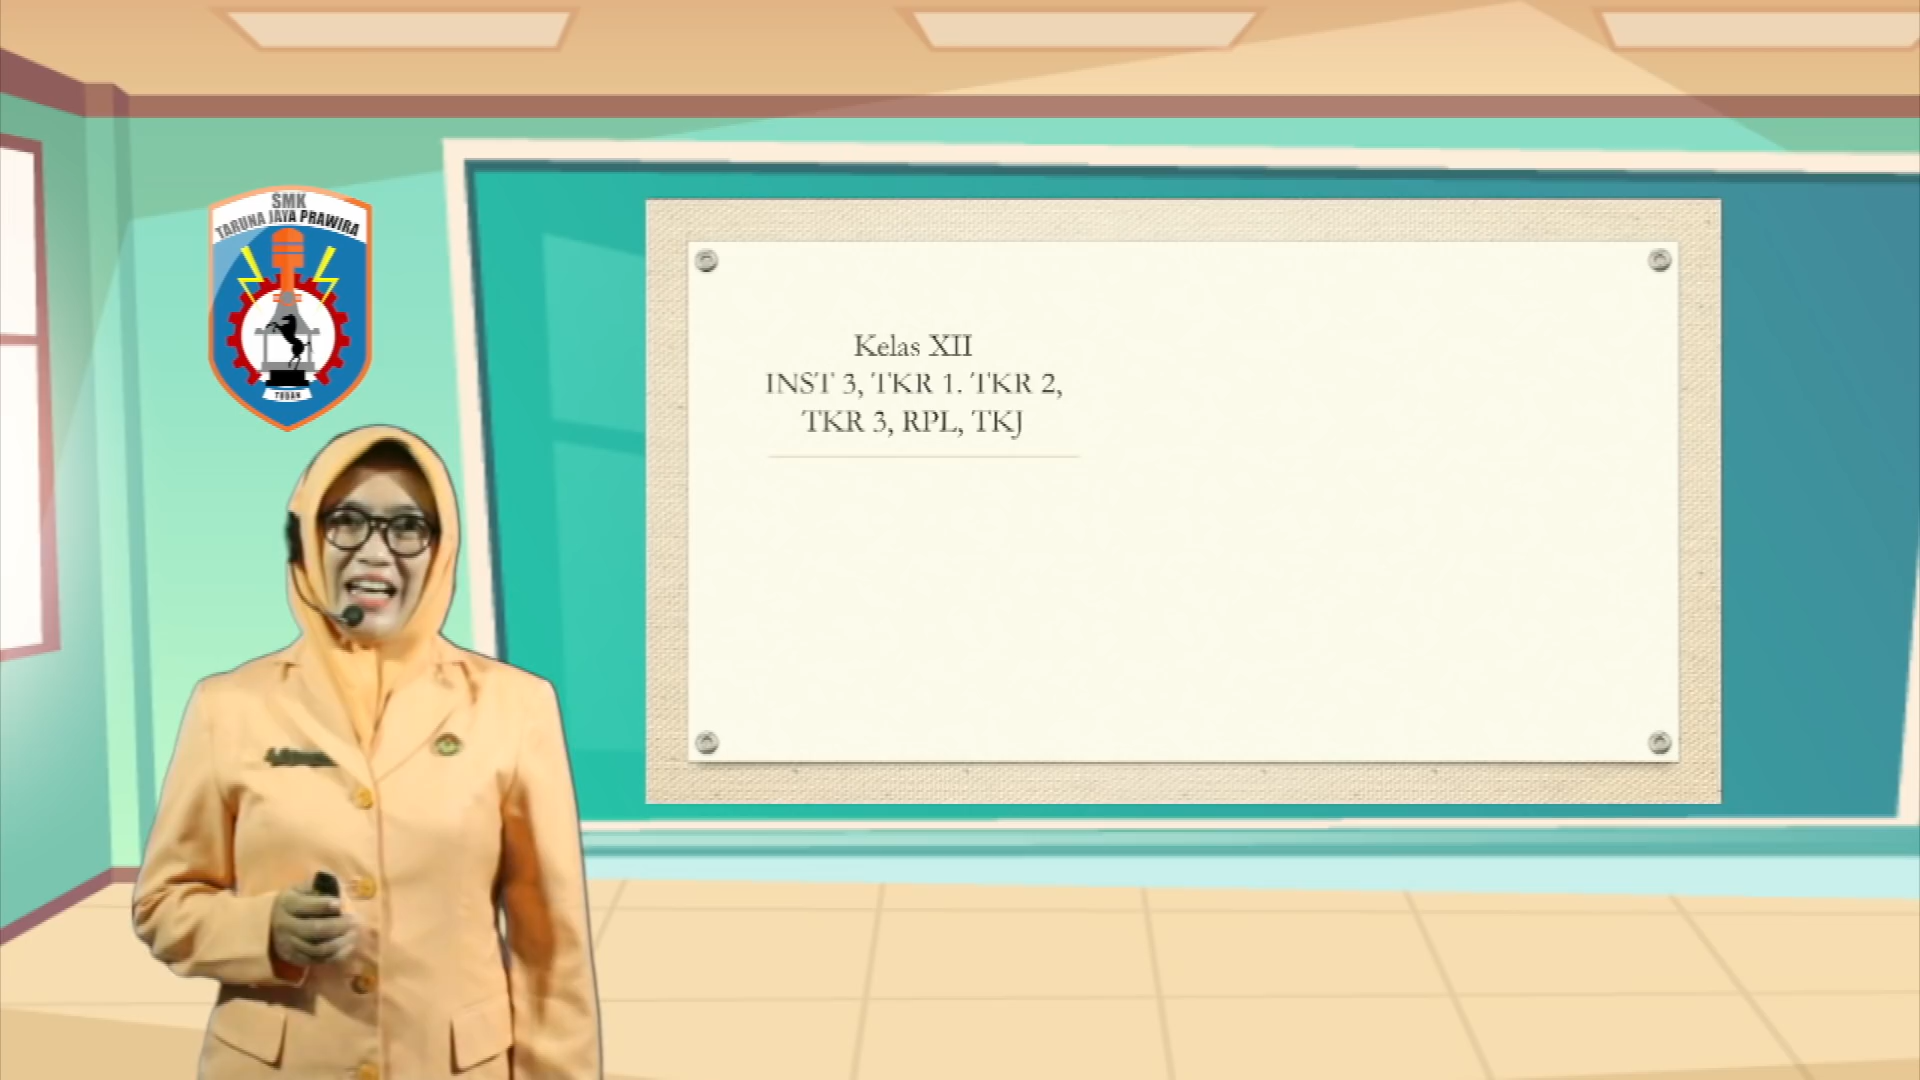 SMK
TARUNA JAYA PRAWIRA
TUBAN
Kelas XII
INST 3, TKR 1. TKR 2,
TKR 3, RPL, TKJ